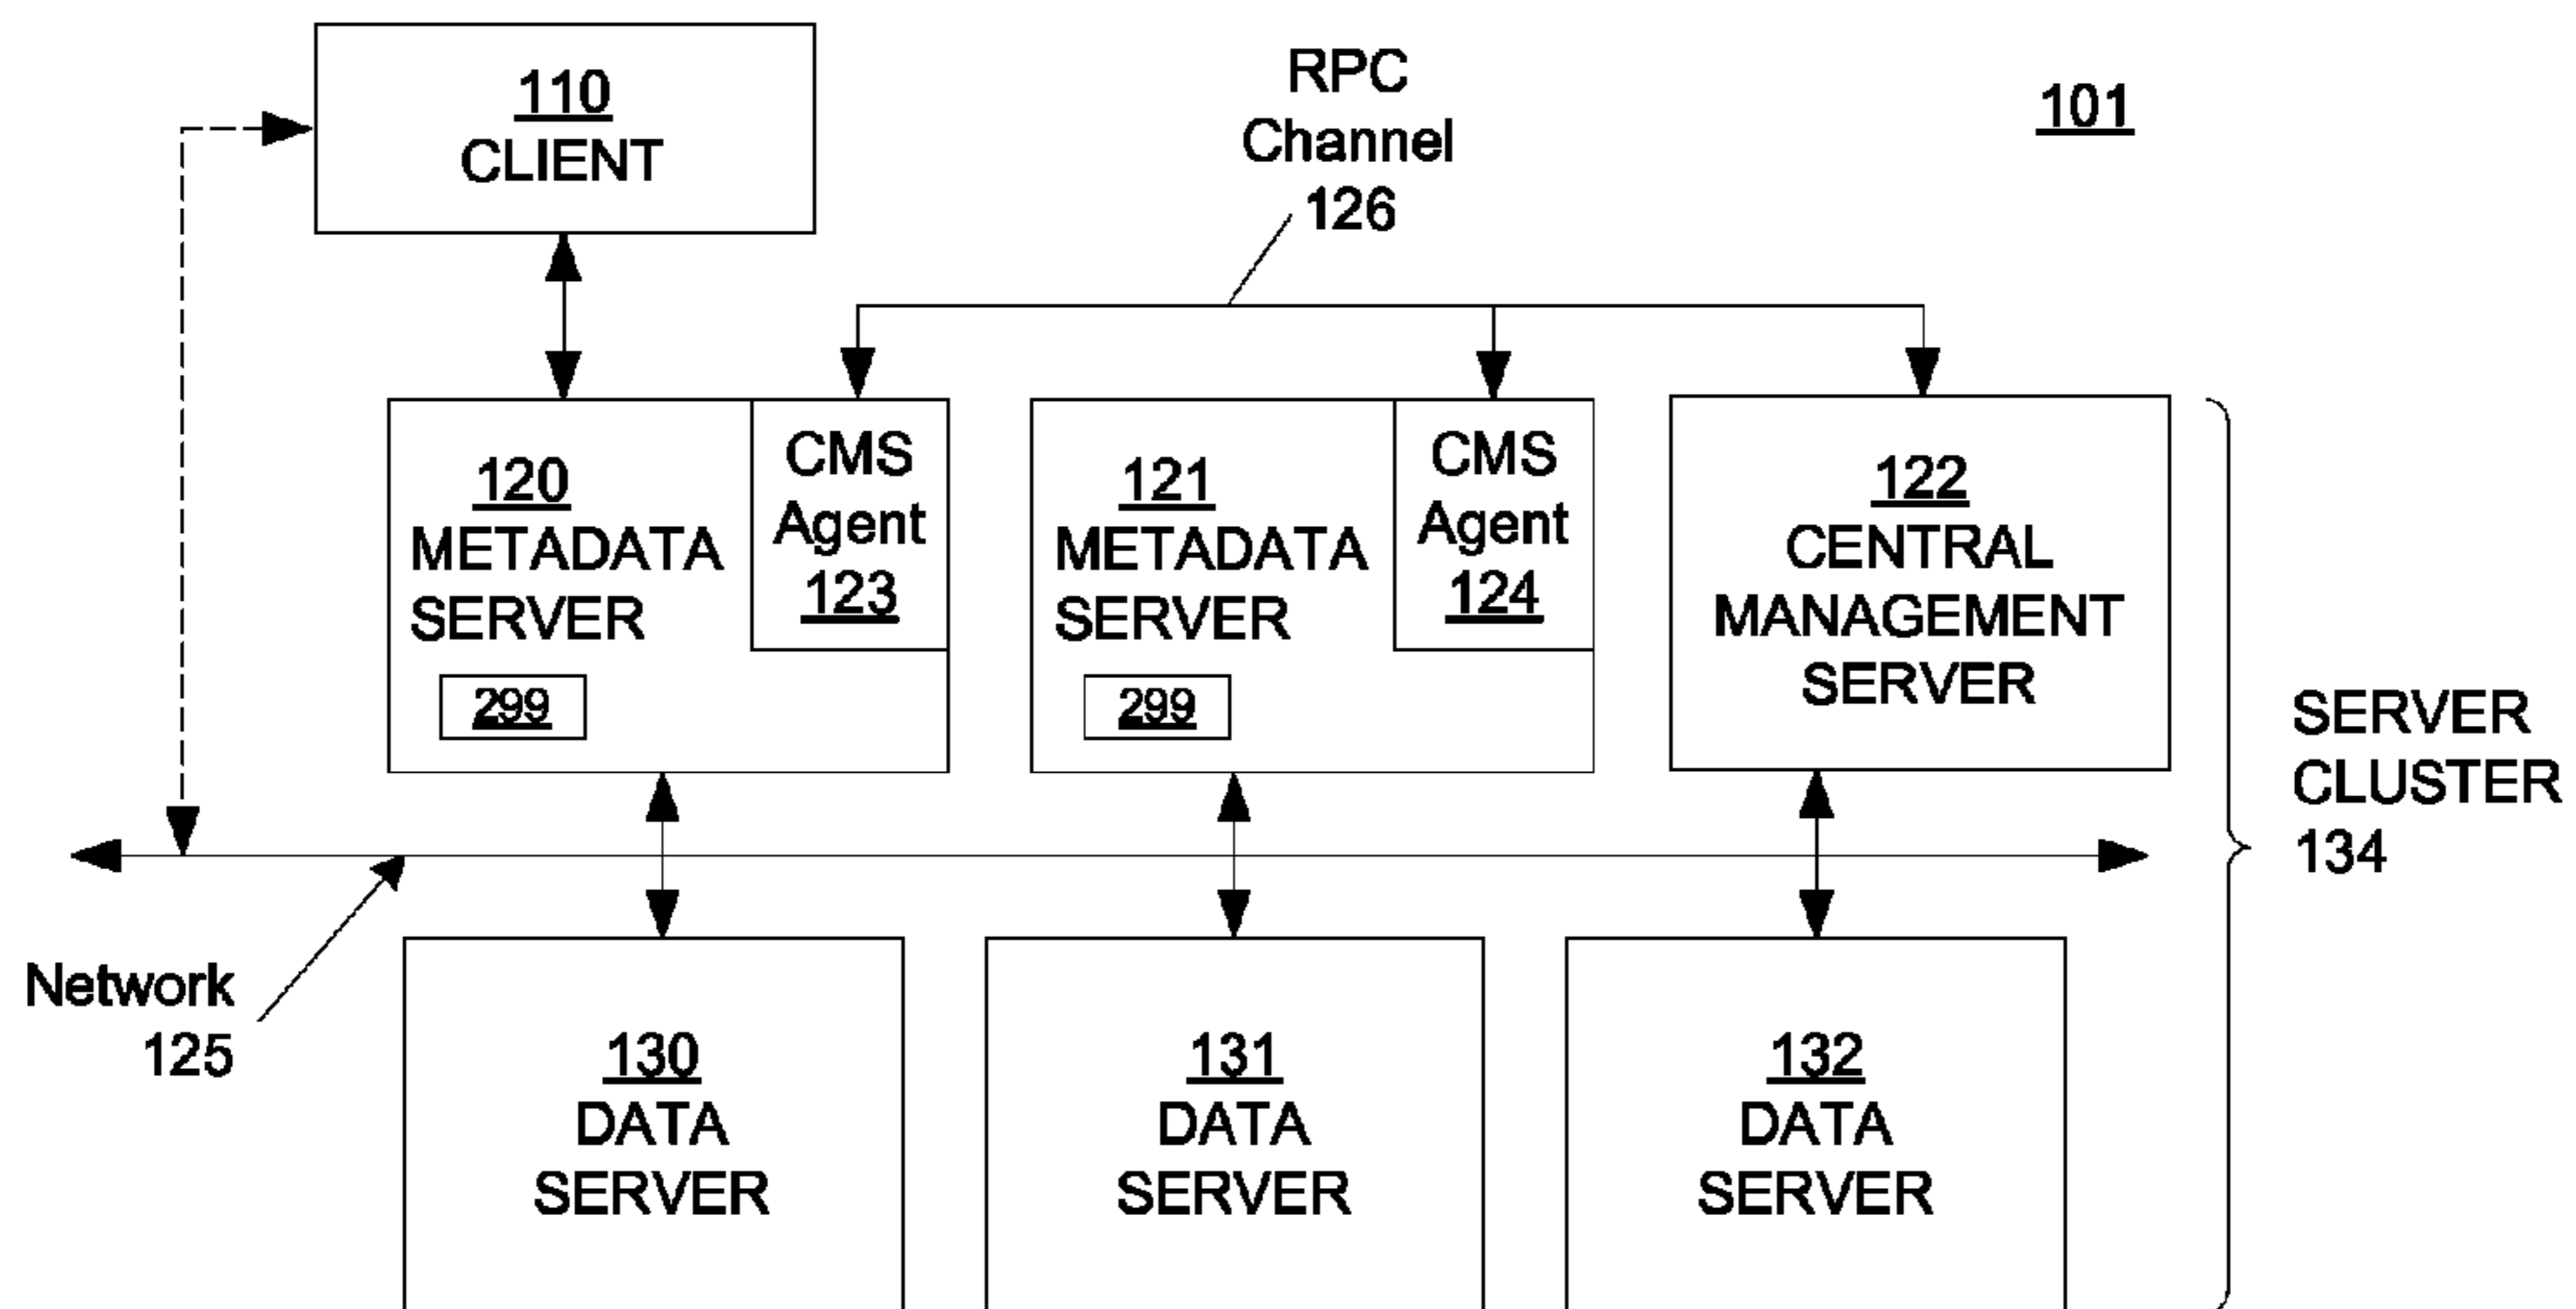 110
CLIENT
RPC
Channel
126
101
120
METADATA
SERVER
299
CMS
Agent
123
121
METADATA
SERVER
299
CMS
Agent
124
122
CENTRAL
MANAGEMENT
SERVER
SERVER
CLUSTER
134
Network
125
130
DATA
SERVER
131
DATA
SERVER
132
DATA
SERVER